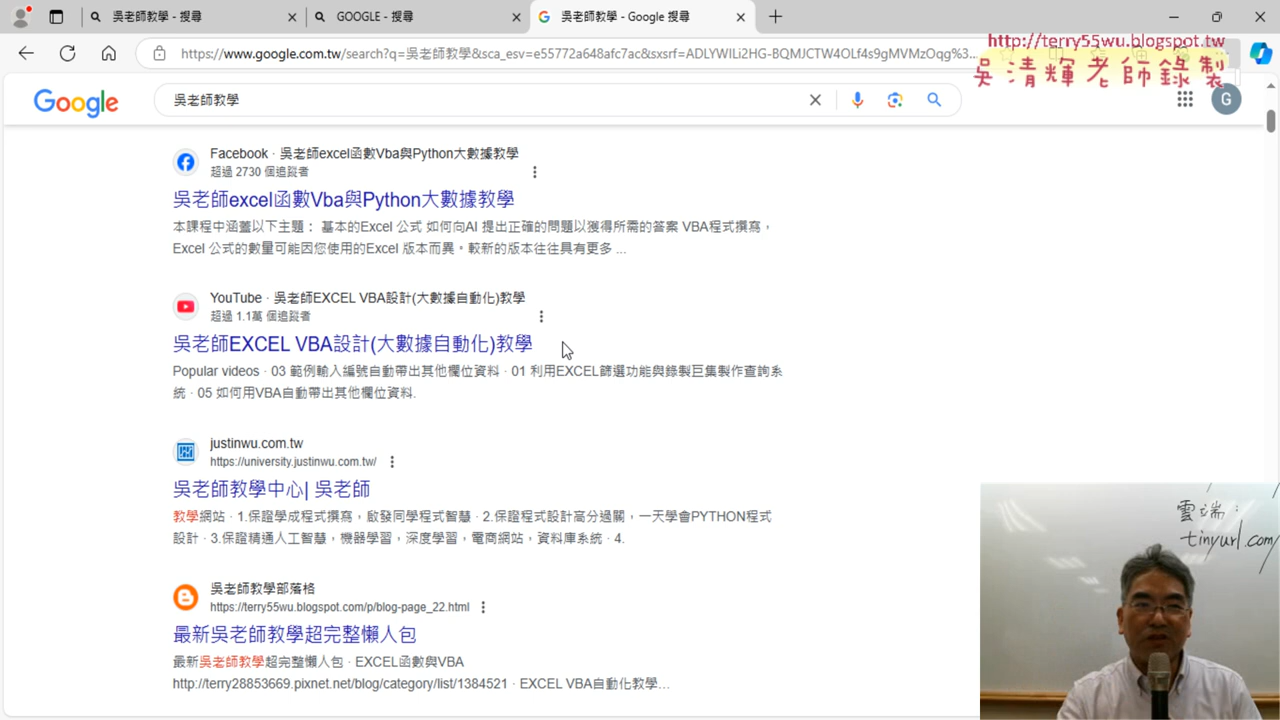 吳老師教學 - 搜尋
GOOGLE - 搜尋
吳老師教學 - Google 搜尋
https://www.google.com.tw/search?q=吳老師教學&sca_esv=e55772a648afc7ac&sxsrf=ADLYWILi2HG-BQMJCTW4OLf4s9gMVMzOqg%3...
http://terry55wu.blogspot.tw
吳清輝老師錄製
Google
吳老師教學
G
Facebook · 吳老師excel函數Vba與Python大數據教學
超過 2730 個追蹤者
吳老師excel函數Vba與Python大數據教學
本課程中涵蓋以下主題： 基本的Excel 公式 如何向AI 提出正確的問題以獲得所需的答案 VBA程式撰寫，
Excel 公式的數量可能因您使用的Excel 版本而異。較新的版本往往具有更多 ...
YouTube · 吳老師EXCEL VBA設計(大數據自動化)教學
超過 1.1萬 個追蹤者
吳老師EXCEL VBA設計(大數據自動化)教學
Popular videos · 03 範例輸入編號自動帶出其他欄位資料 · 01 利用EXCEL篩選功能與錄製巨集製作查詢系
統 · 05 如何用VBA自動帶出其他欄位資料.
justinwu.com.tw
https://university.justinwu.com.tw/
吳老師教學中心| 吳老師
教學網站 · 1.保證學成程式撰寫，啟發同學程式智慧 · 2.保證程式設計高分過關，一天學會PYTHON程式
設計 · 3.保證精通人工智慧，機器學習，深度學習，電商網站，資料庫系統 · 4.
吳老師教學部落格
https://terry55wu.blogspot.com/p/blog-page_22.html
最新吳老師教學超完整懶人包
最新吳老師教學超完整懶人包 · EXCEL函數與VBA
http://terry28853669.pixnet.net/blog/category/list/1384521 · EXCEL VBA自動化教學...
雲端：
tinyurl.com/